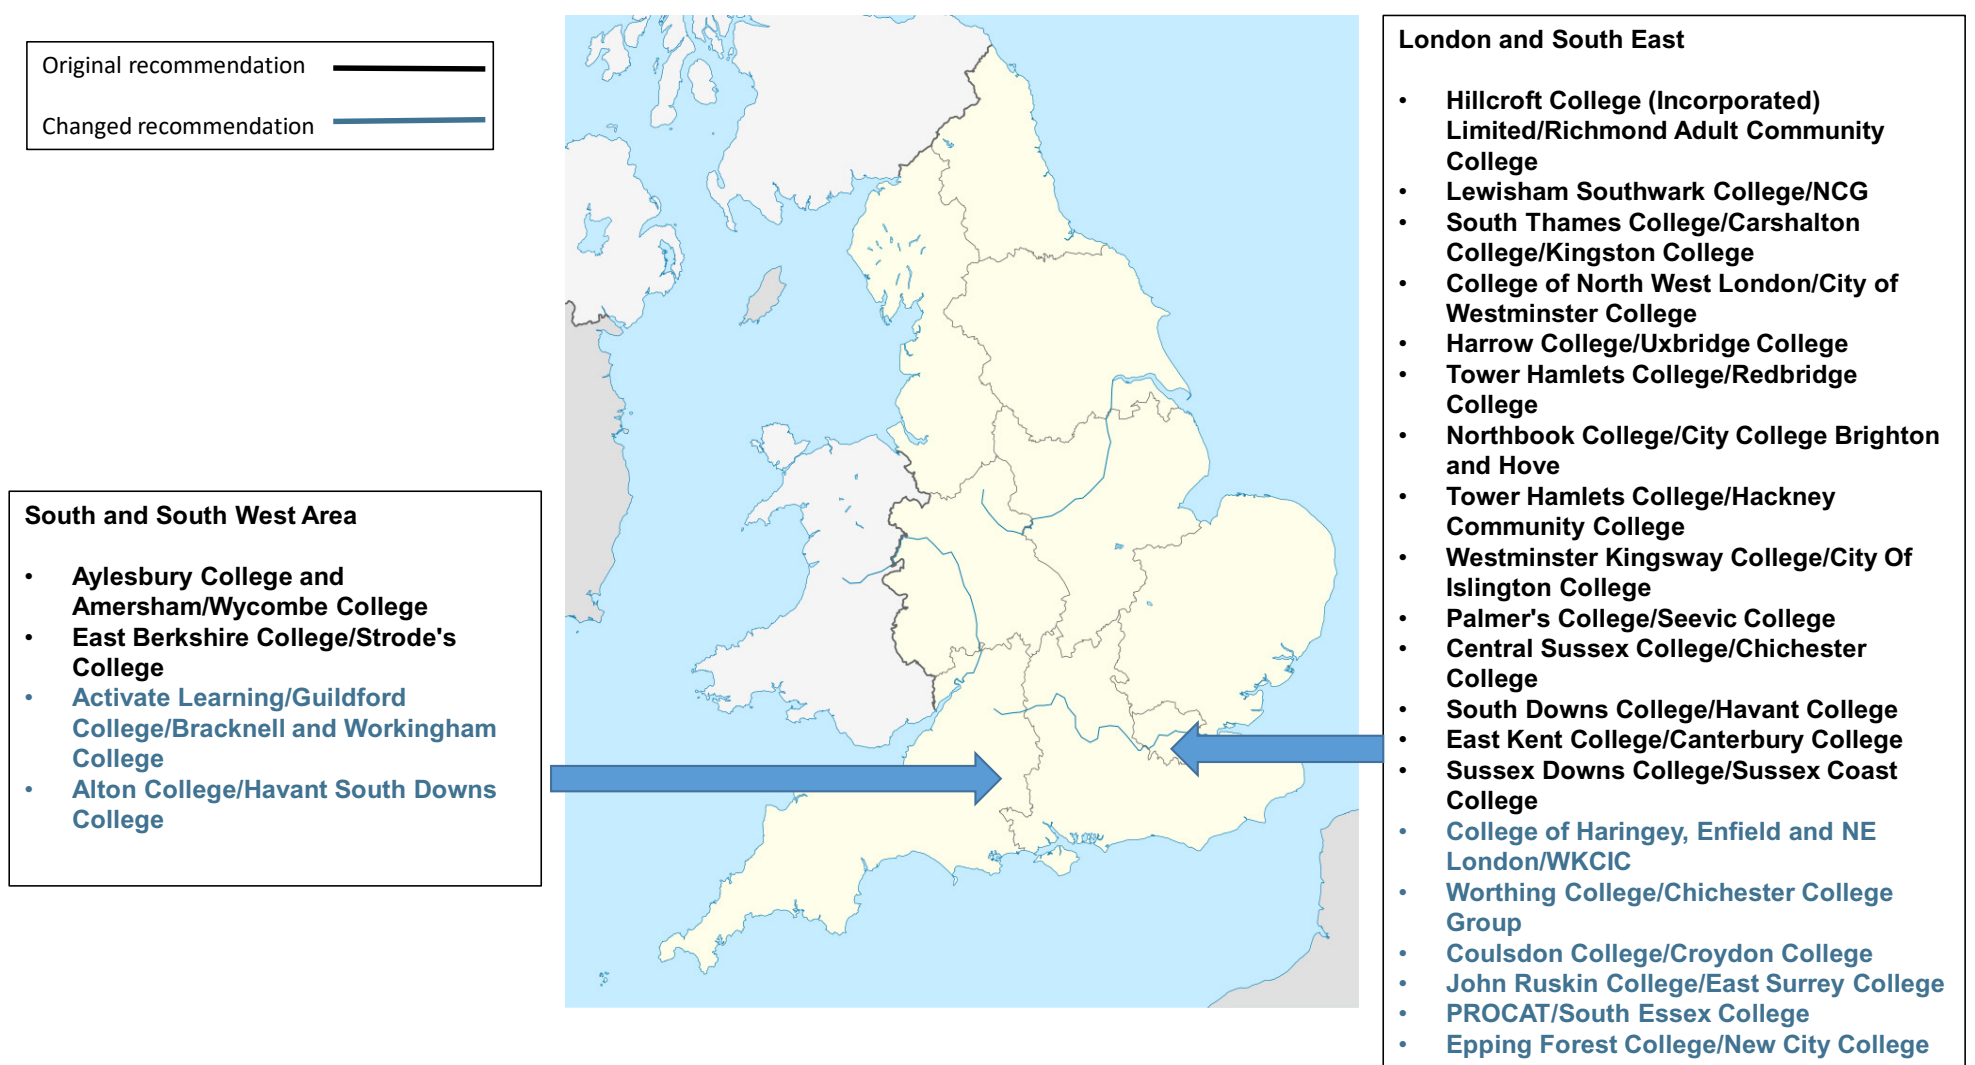 Original recommendation
Changed recommendation
South and South West Area
• Aylesbury College and
Amersham/Wycombe College
• East Berkshire College/Strode's
College
• Activate Learning/Guildford
College/Bracknell and Workingham
College
• Alton College/Havant South Downs
College
London and South East
• Hillcroft College (Incorporated)
Limited/Richmond Adult Community
College
• Lewisham Southwark College/NCG
• South Thames College/Carshalton
College/Kingston College
• College of North West London/City of
Westminster College
• Harrow College/Uxbridge College
• Tower Hamlets College/Redbridge
College
• Northbook College/City College Brighton
and Hove
• Tower Hamlets College/Hackney
Community College
• Westminster Kingsway College/City Of
Islington College
• Palmer's College/Seevic College
• Central Sussex College/Chichester
College
• South Downs College/Havant College
• East Kent College/Canterbury College
• Sussex Downs College/Sussex Coast
College
• College of Haringey, Enfield and NE
London/WKCIC
• Worthing College/Chichester College
Group
• Coulsdon College/Croydon College
• John Ruskin College/East Surrey College
• PROCAT/South Essex College
• Epping Forest College/New City College